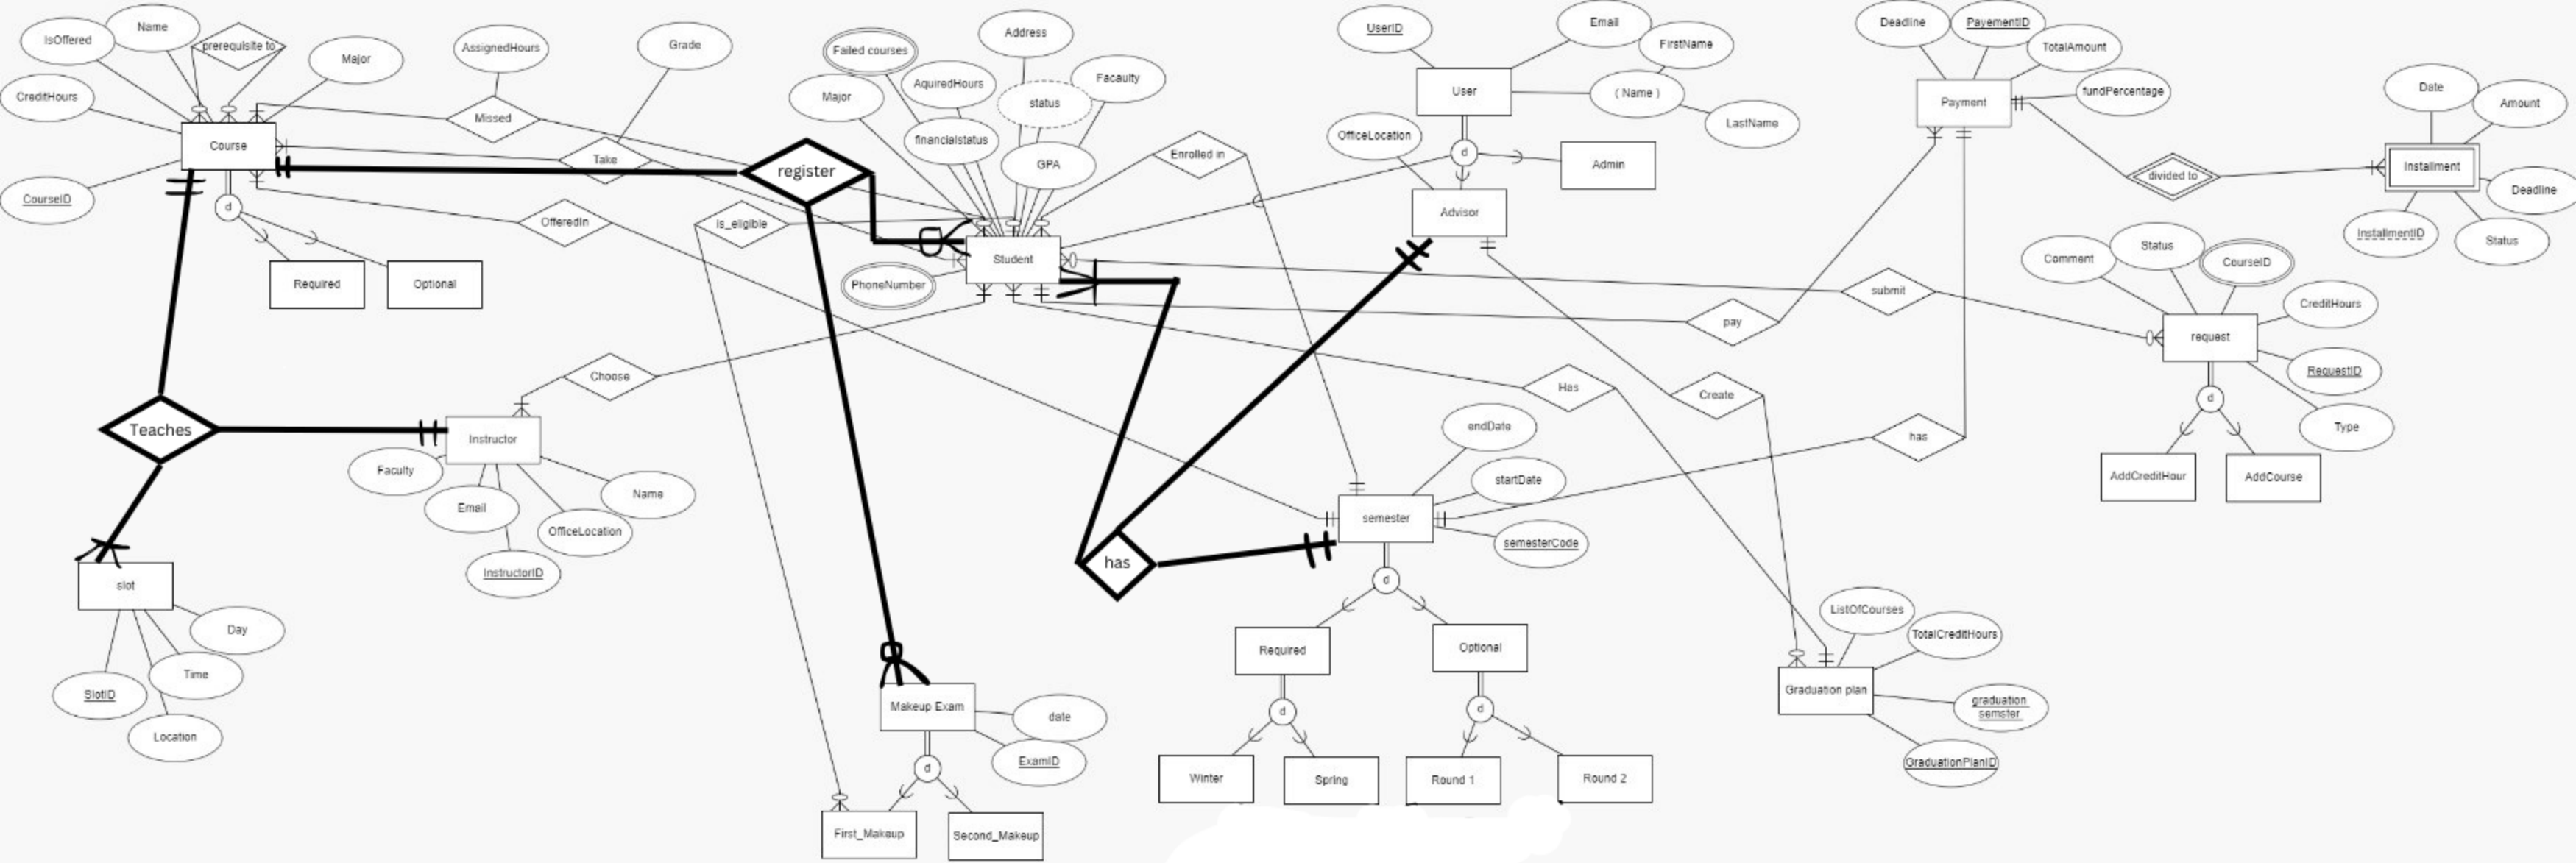 IsOffered
Name
prerequisite to
Major
CreditHours
Course
CourseID
d
Required
Optional
AssignedHours
Grade
Missed
Take
OfferedIn
register
is_eligible
Failed courses
Address
Major
AquiredHours
status
Facaulty
financialstatus
GPA
Student
PhoneNumber
Enrolled in
UserID
Email
FirstName
User
( Name )
LastName
OfficeLocation
d
Admin
Advisor
Deadline
PayementID
TotalAmount
Payment
fundPercentage
divided to
Date
Amount
Installment
Deadline
InstallmentID
Status
submit
pay
Comment
Status
CourseID
CreditHours
request
RequestID
Type
d
AddCreditHour
AddCourse
Choose
Has
Create
has
Teaches
Instructor
Faculty
Email
Name
OfficeLocation
InstructorID
slot
Day
Time
SlotID
Location
has
endDate
startDate
semester
semesterCode
d
Required
Optional
d
d
Winter
Spring
Round 1
Round 2
Makeup Exam
date
ExamID
d
First_Makeup
Second_Makeup
ListOfCourses
TotalCreditHours
Graduation plan
graduation
semster
GraduationPlanID